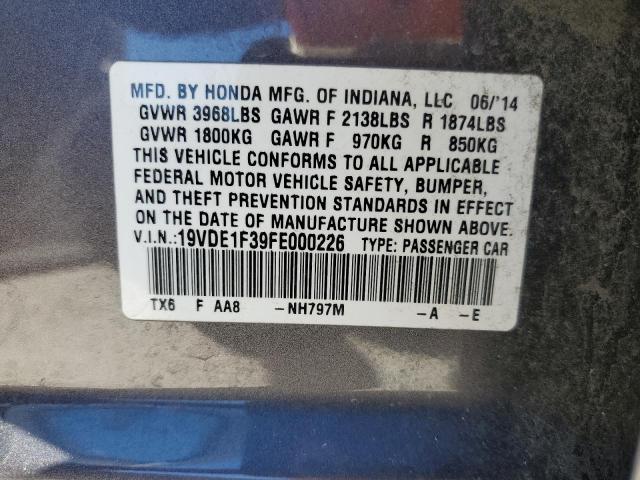 MFD. BY HONDA MFG. OF INDIANA, LLC 06/'14
GVWR 3968LBS GAWR F 2138LBS R 1874LBS
GVWR 1800KG GAWR F 970KG R 850KG
THIS VEHICLE CONFORMS TO ALL APPLICABLE
FEDERAL MOTOR VEHICLE SAFETY, BUMPER,
AND THEFT PREVENTION STANDARDS IN EFFECT
ON THE DATE OF MANUFACTURE SHOWN ABOVE.
V.I.N.:19VDE1F39FE000226 TYPE: PASSENGER CAR
TX6 F AA8 -NH797M -A -E